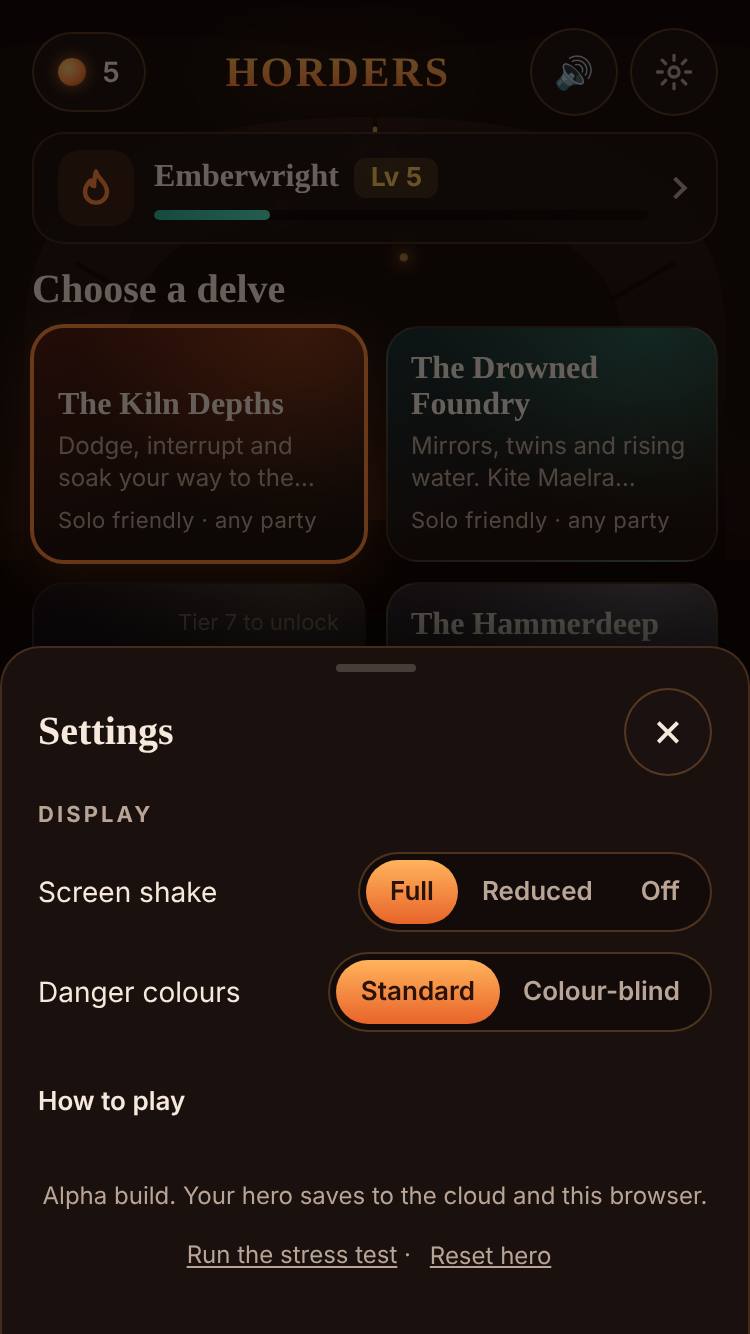 5
HORDERS
Emberwright Lv 5
Choose a delve
The Kiln Depths
Dodge, interrupt and
soak your way to the...
Solo friendly · any party
The Drowned
Foundry
Mirrors, twins and rising
water. Kite Maelra...
Solo friendly · any party
Tier 7 to unlock
The Hammerdeep
Settings
DISPLAY
Screen shake
Full Reduced Off
Danger colours
Standard Colour-blind
How to play
Alpha build. Your hero saves to the cloud and this browser.
Run the stress test · Reset hero